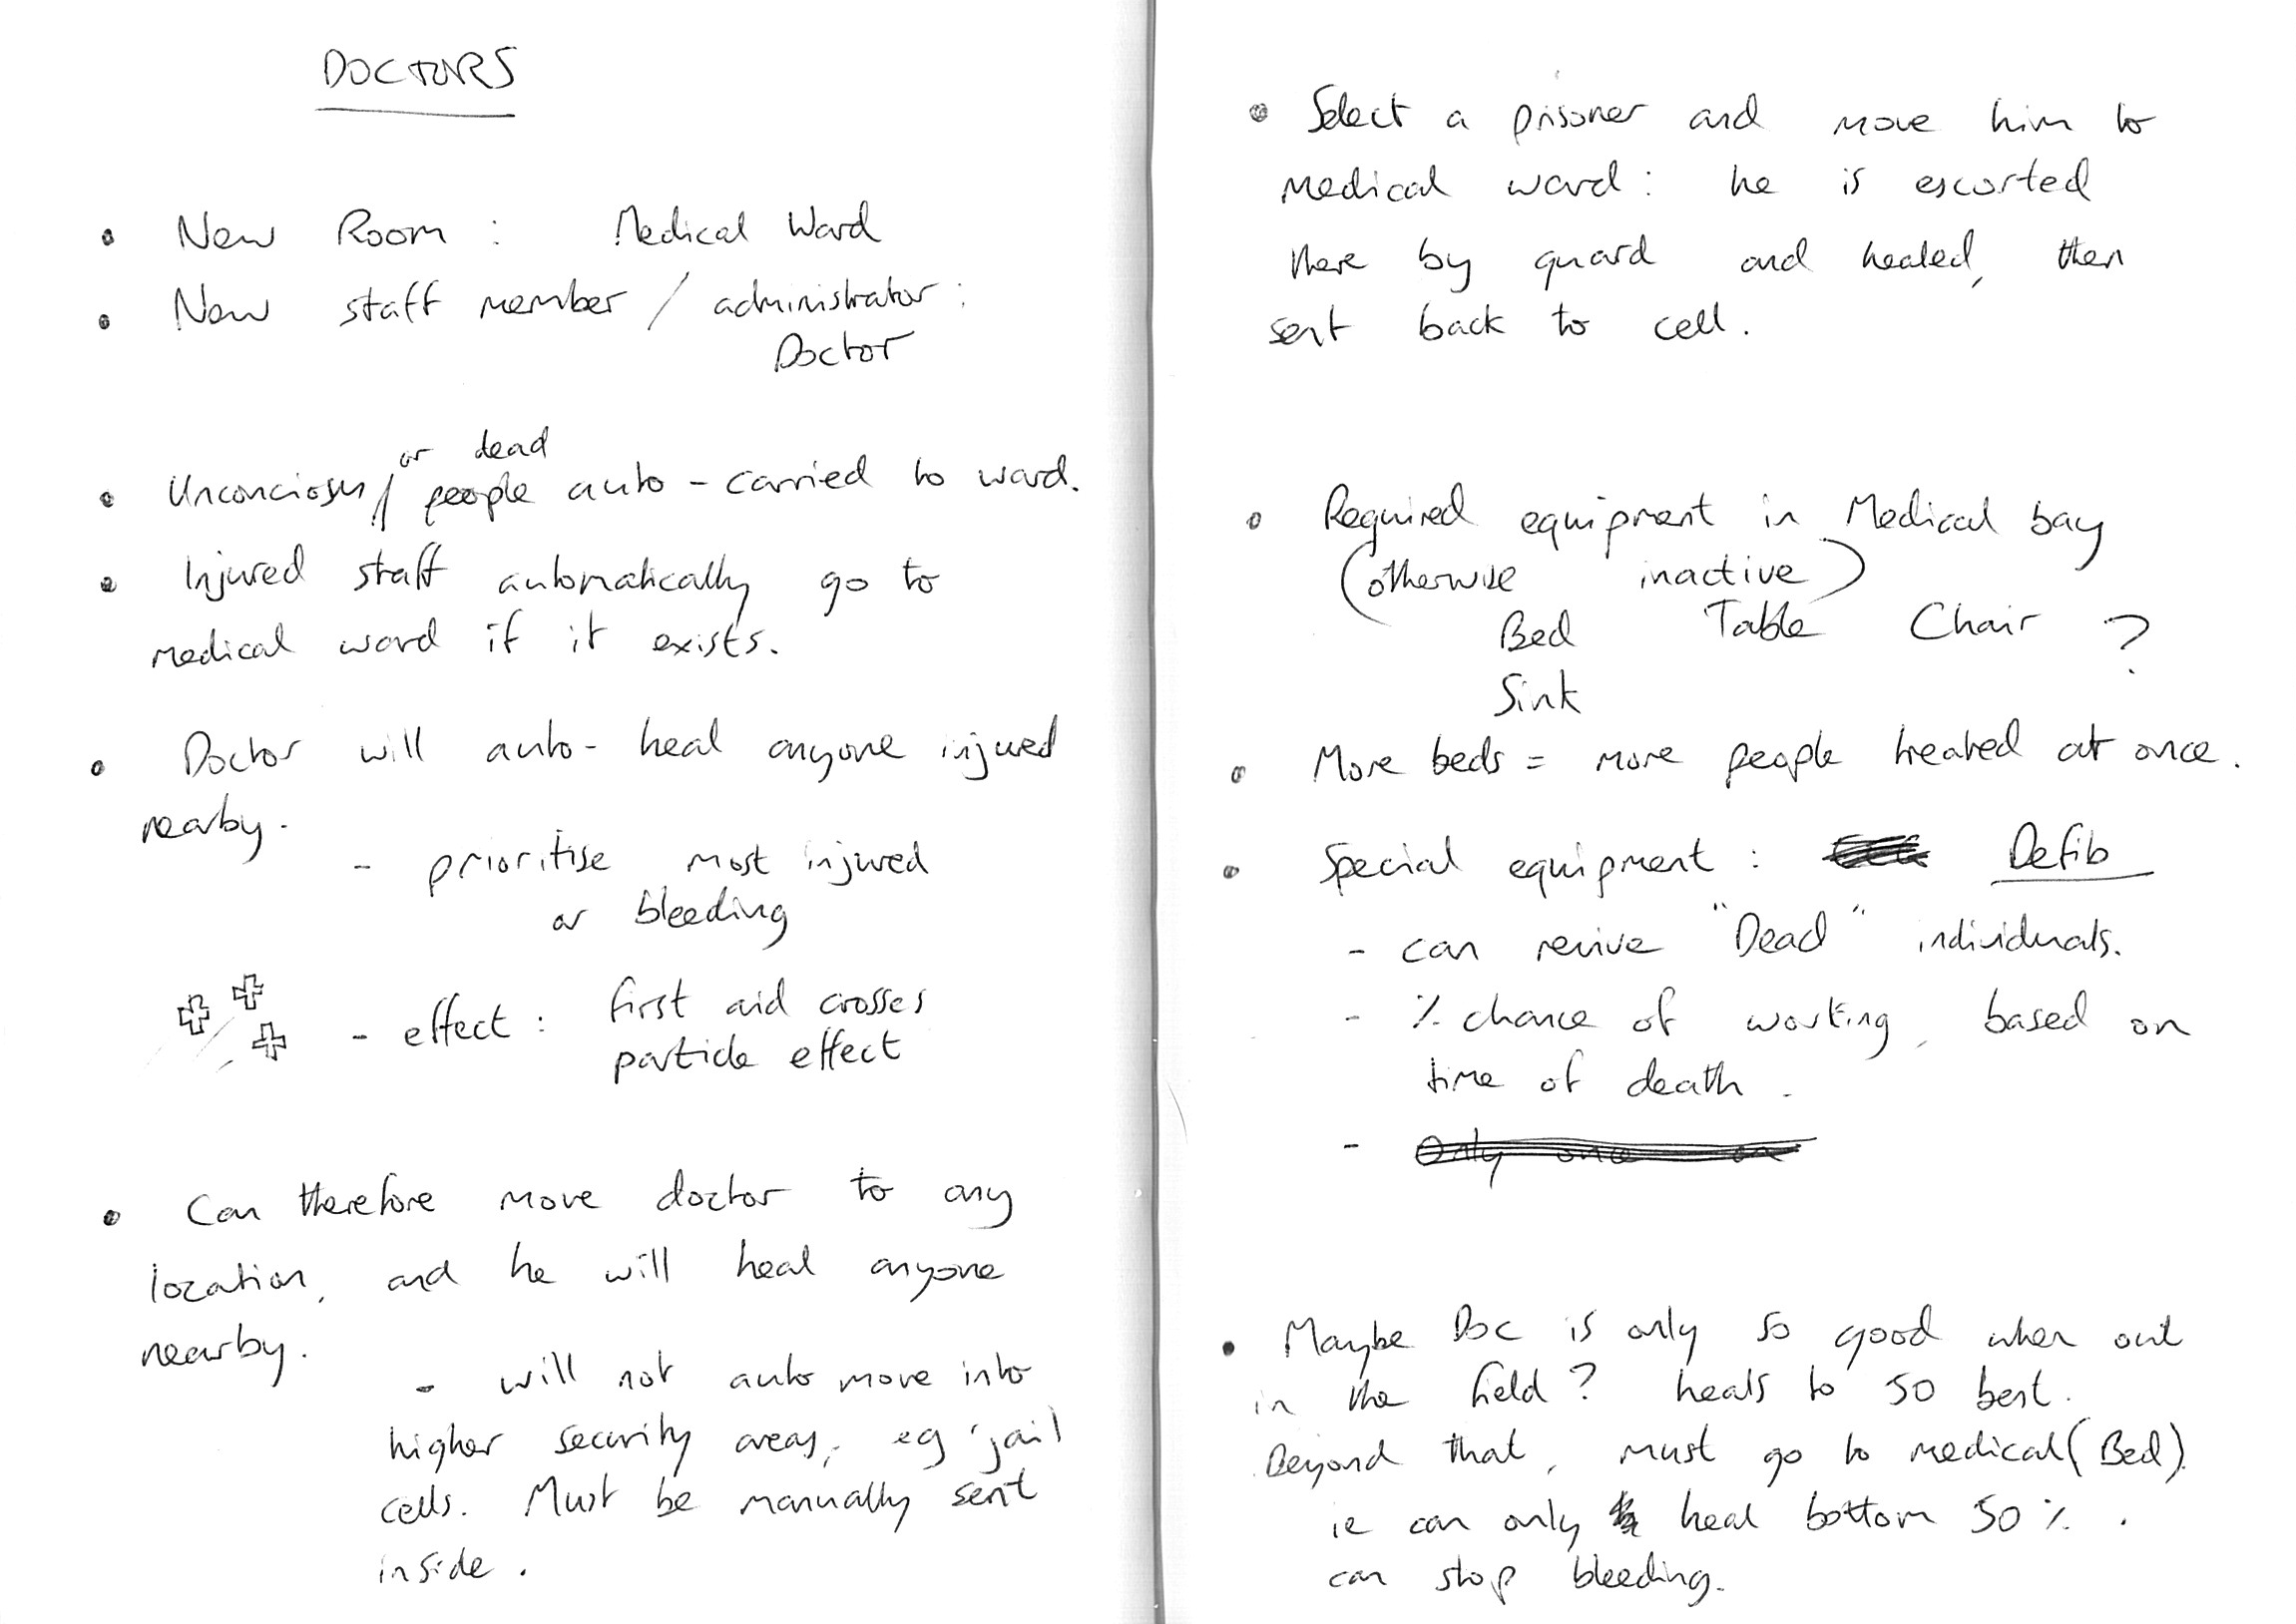 DOCTORS
• New Room : Medical Ward
• New staff member / administrator :
Doctor
or dead
• Unconciosus / people auto - carried to ward.
• Injured staff automatically go to
medical ward if it exists.
• Doctor will auto - heal anyone injured
nearby.
- prioritise most injured
or bleeding
- effect : first aid crosses
particle effect
• Can therefore move doctor to any
location, and he will heal anyone
nearby.
- will not auto move into
higher security areas, eg jail
cells. Must be manually sent
inside.
• Select a prisoner and move him to
medical ward : he is escorted
there by guard and healed, then
sent back to cell.
• Required equipment in Medical bay
(otherwise inactive)
Bed Table Chair ?
Sink
• More beds = more people treated at once.
• Special equipment : Defib
- can revive "Dead" individuals.
- % chance of working, based on
time of death.
- Only once
• Maybe Doc is only so good when out
in the field? heals to 50 best.
Beyond that, must go to medical (Bed).
ie can only heal bottom 50 %.
can stop bleeding.